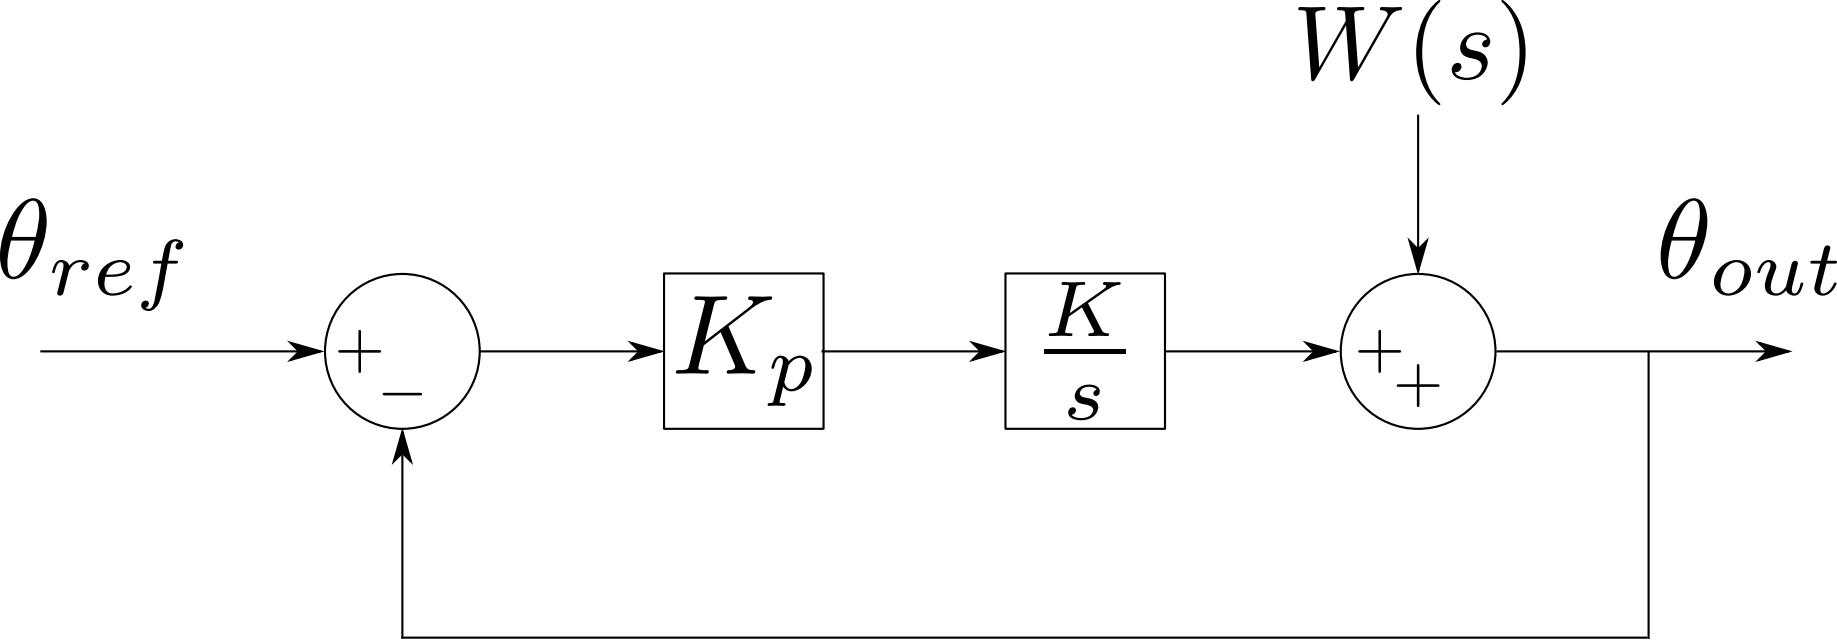 W(s)
θ_ref
θ_out
+
−
K_p
K/s
+
+